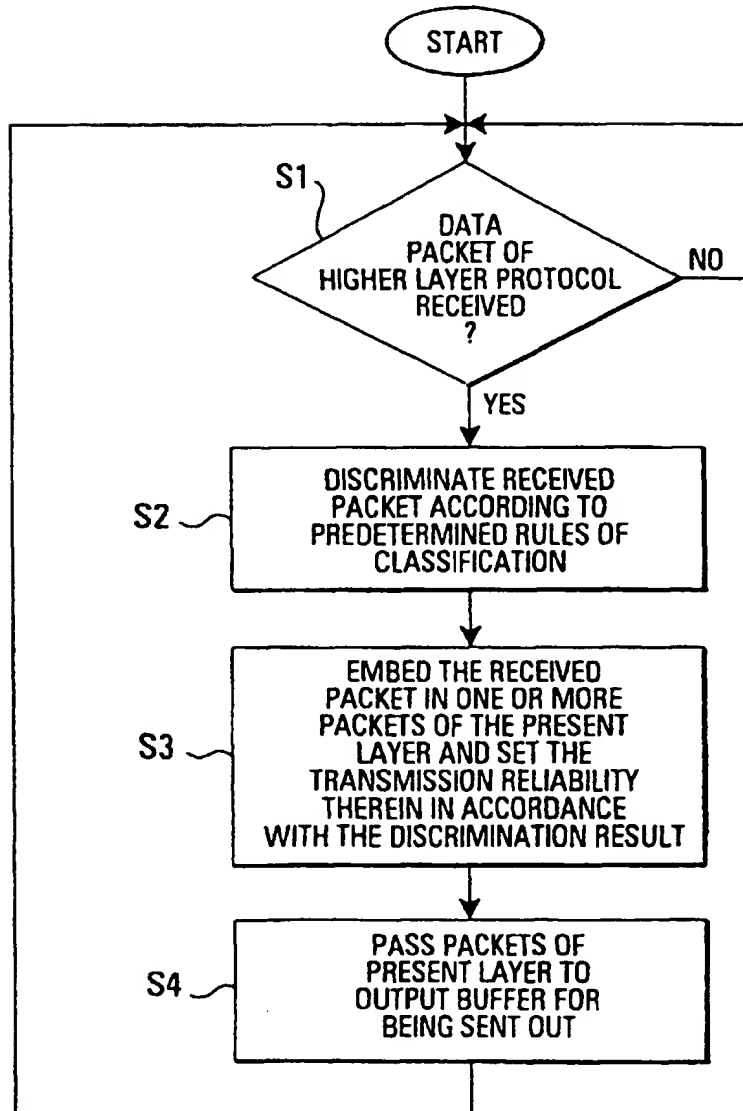 START
S1
DATA
PACKET OF
HIGHER LAYER PROTOCOL
RECEIVED
?
NO
YES
S2
DISCRIMINATE RECEIVED
PACKET ACCORDING TO
PREDETERMINED RULES OF
CLASSIFICATION
S3
EMBED THE RECEIVED
PACKET IN ONE OR MORE
PACKETS OF THE PRESENT
LAYER AND SET THE
TRANSMISSION RELIABILITY
THEREIN IN ACCORDANCE
WITH THE DISCRIMINATION RESULT
S4
PASS PACKETS OF
PRESENT LAYER TO
OUTPUT BUFFER FOR
BEING SENT OUT